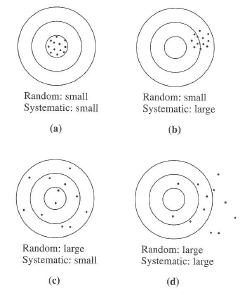 Random: small
Systematic: small
(a)
Random: small
Systematic: large
(b)
Random: large
Systematic: small
(c)
Random: large
Systematic: large
(d)